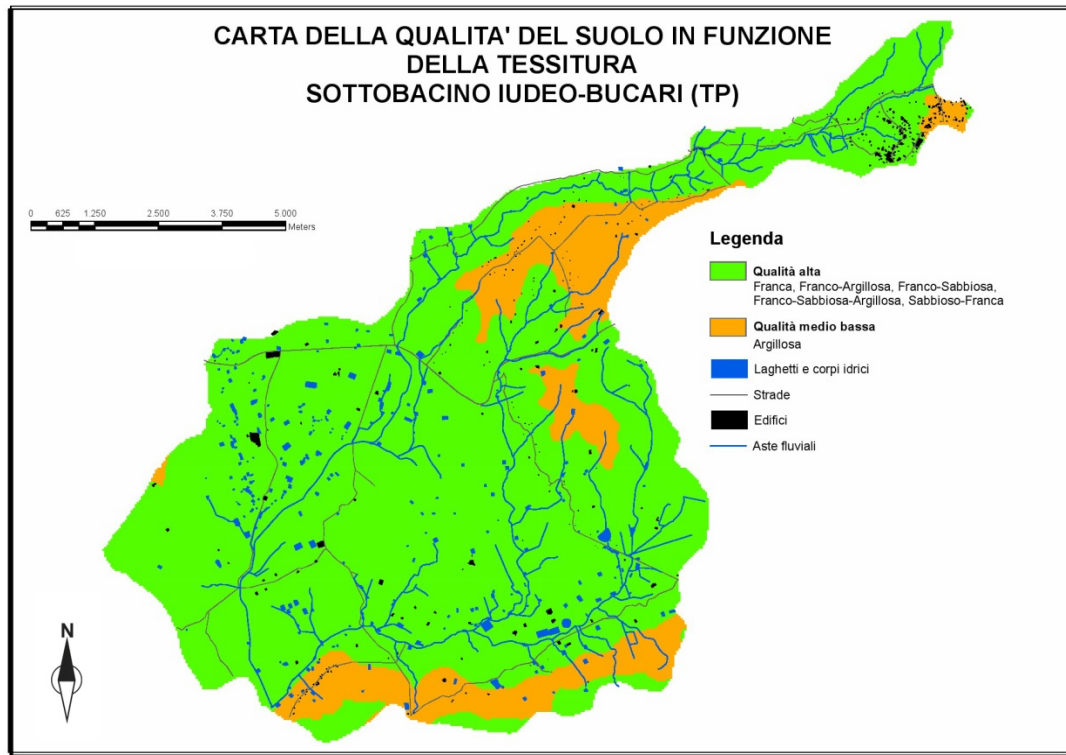 CARTA DELLA QUALITA' DEL SUOLO IN FUNZIONE
DELLA TESSITURA
SOTTOBACINO IUDEO-BUCARI (TP)
0 625 1.250 2.500 3.750 5.000
Meters
Legenda
Qualità alta
Franca, Franco-Argillosa, Franco-Sabbiosa,
Franco-Sabbiosa-Argillosa, Sabbioso-Franca
Qualità medio bassa
Argillosa
Laghetti e corpi idrici
Strade
Edifici
Aste fluviali
N